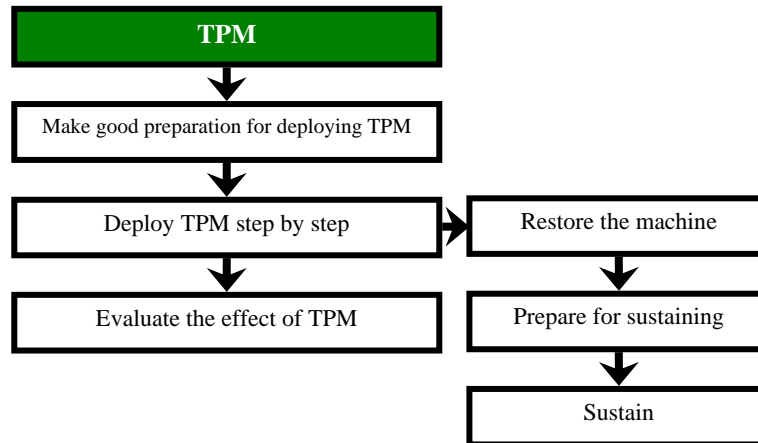 TPM
Make good preparation for deploying TPM
Deploy TPM step by step
Restore the machine
Evaluate the effect of TPM
Prepare for sustaining
Sustain